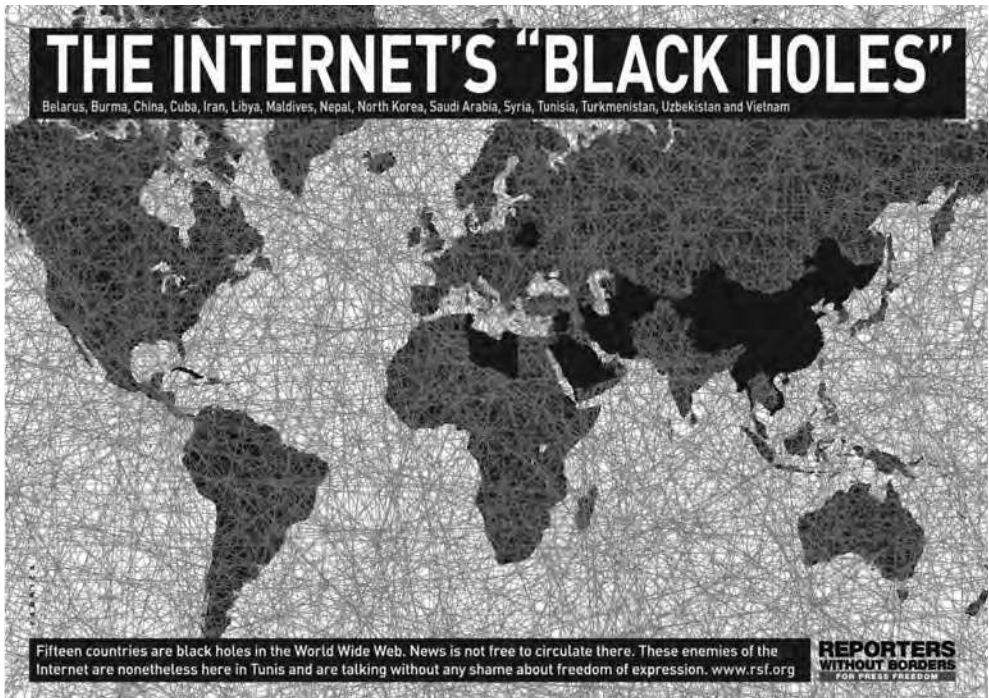 THE INTERNET'S “BLACK HOLES”
Belarus, Burma, China, Cuba, Iran, Libya, Maldives, Nepal, North Korea, Saudi Arabia, Syria, Tunisia, Turkmenistan, Uzbekistan and Vietnam
Fifteen countries are black holes in the World Wide Web. News is not free to circulate there. These enemies of the
Internet are nonetheless here in Tunis and are talking without any shame about freedom of expression. www.rsf.org
REPORTERS
WITHOUT BORDERS
FOR PRESS FREEDOM